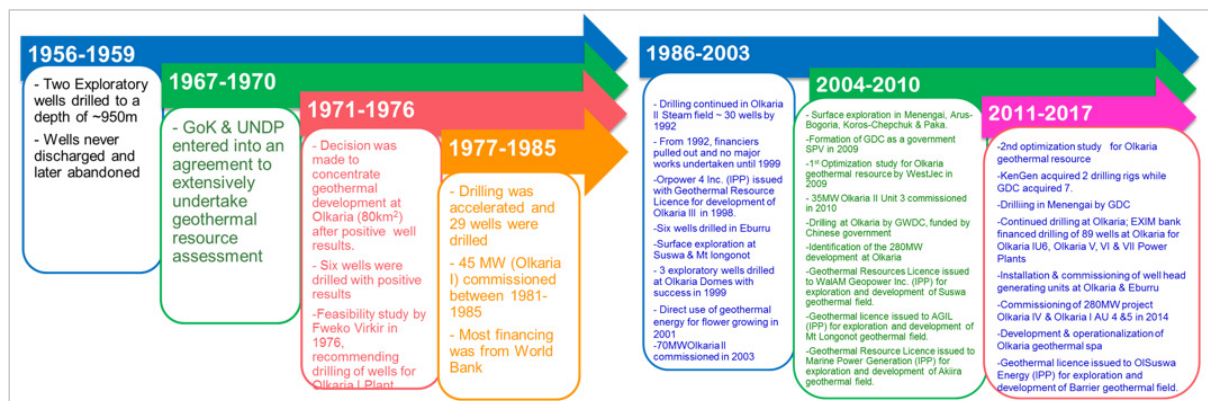 1956-1959
- Two Exploratory
wells drilled to a
depth of ~950m
- Wells never
discharged and
later abandoned
1967-1970
- GoK & UNDP
entered into an
agreement to
extensively
undertake
geothermal
resource
assessment
1971-1976
- Decision was
made to
concentrate
geothermal
development at
Olkaria (80km²)
after positive well
results.
- Six wells were
drilled with positive
results
-Feasibility study by
Fweko Virkir in
1976,
recommending
drilling of wells for
Olkaria I Plant
1977-1985
- Drilling was
accelerated and
29 wells were
drilled
- 45 MW (Olkaria
I) commissioned
between 1981-
1985
- Most financing
was from World
Bank
1986-2003
- Drilling continued in Olkaria
II Steam field ~ 30 wells by
1992
- From 1992, financiers
pulled out and no major
works undertaken until 1999
- Orpower 4 Inc. (IPP) issued
with Geothermal Resource
Licence for development of
Olkaria III in 1998.
- Six wells drilled in Eburru
-Surface exploration at
Suswa & Mt longonot
- 3 exploratory wells drilled
at Olkaria Domes with
success in 1999
- Direct use of geothermal
energy for flower growing in
2001
-70MWOlkaria II
commissioned in 2003
2004-2010
- Surface exploration in Menengai, Arus-
Bogoria, Koros-Chepchuk & Paka.
-Formation of GDC as a government
SPV in 2009
-1st Optimization study for Olkaria
geothermal resource by WestJec in
2009
- 35MW Olkaria II Unit 3 commissioned
in 2010
-Drilling at Olkaria by GWDC, funded by
Chinese government
-Identification of the 280MW
development at Olkaria
-Geothermal Resources Licence issued
to WalAM Geopower Inc. (IPP) for
exploration and development of Suswa
geothermal field.
-Geothermal licence issued to AGIL
(IPP) for exploration and development of
Mt Longonot geothermal field.
-Geothermal Resource Licence issued to
Marine Power Generation (IPP) for
exploration and development of Akiira
geothermal field.
2011-2017
-2nd optimization study for Olkaria
geothermal resource
-KenGen acquired 2 drilling rigs while
GDC acquired 7.
-Drilliing in Menengai by GDC
-Continued drilling at Olkaria; EXIM bank
financed drilling of 89 wells at Olkaria for
Olkaria IU6, Olkaria V, VI & VII Power
Plants
-Installation & commissioning of well head
generating units at Olkaria & Eburru
-Commissioning of 280MW project
Olkaria IV & Olkaria I AU 4 &5 in 2014
-Development & operationalization of
Olkaria geothermal spa
-Geothermal licence issued to OlSuswa
Energy (IPP) for exploration and
development of Barrier geothermal field.